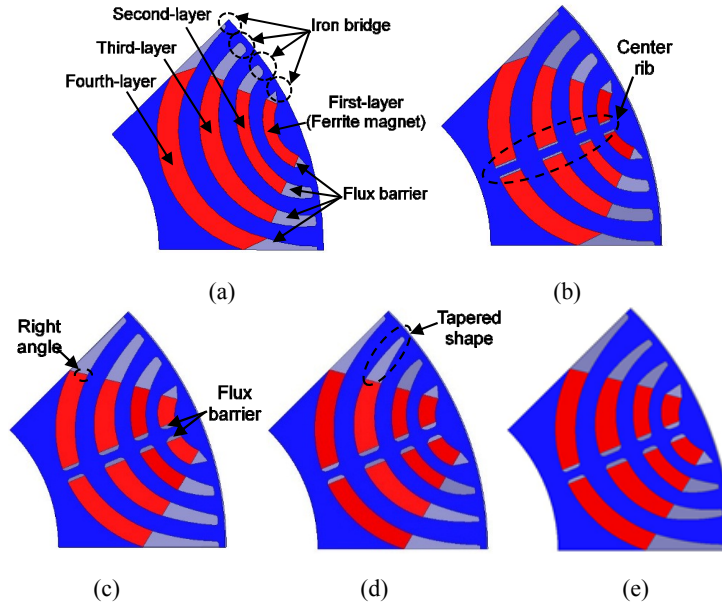 Second-layer
Iron bridge
Third-layer
Fourth-layer
First-layer
(Ferrite magnet)
Flux barrier
(a)
Center
rib
(b)
Right
angle
Flux
barrier
(c)
Tapered
shape
(d)
(e)